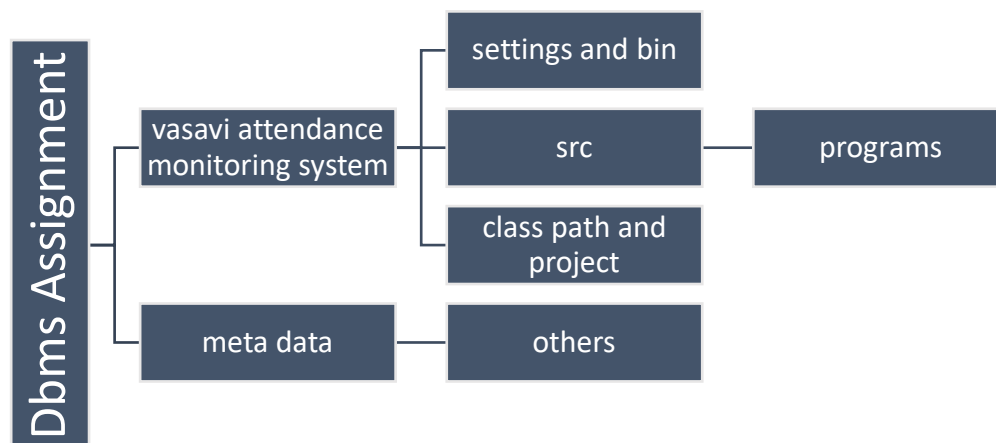 Dbms Assignment
vasavi attendance
monitoring system
settings and bin
src
programs
class path and
project
meta data
others